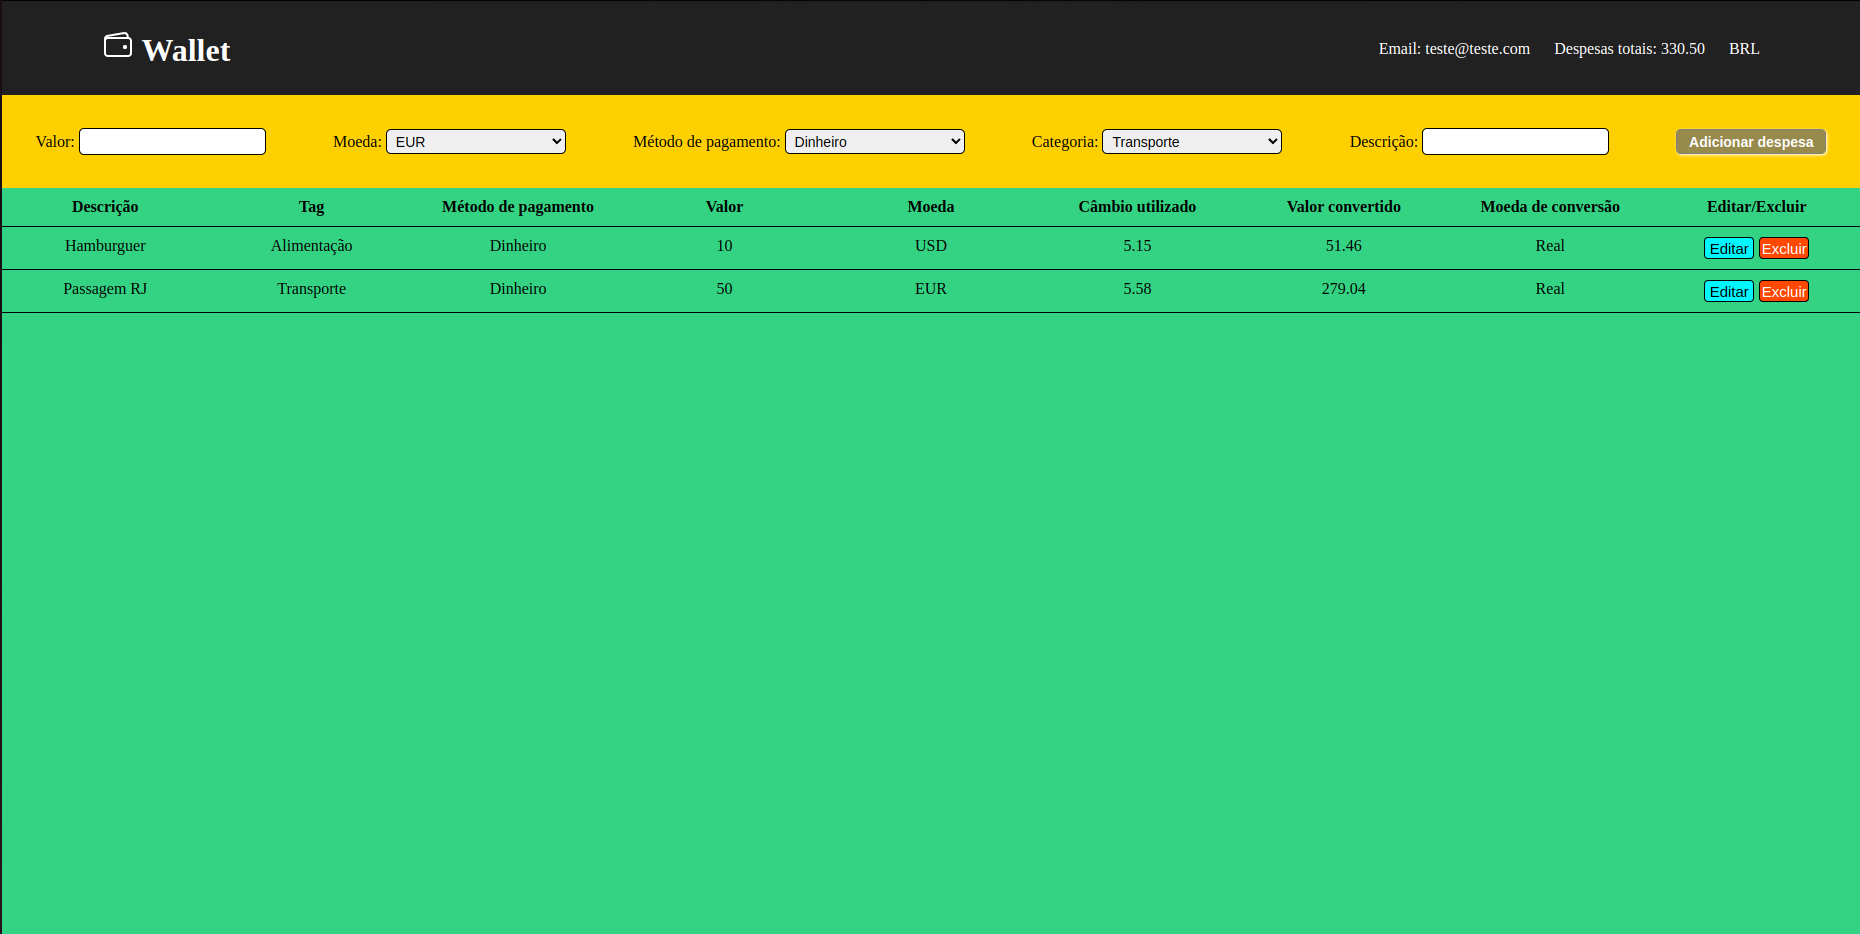 Wallet
Email: teste@teste.com Despesas totais: 330.50 BRL
Valor: Moeda: EUR Método de pagamento: Dinheiro Categoria: Transporte Descrição: Adicionar despesa
Descrição Tag Método de pagamento Valor Moeda Câmbio utilizado Valor convertido Moeda de conversão Editar/Excluir
Hamburguer Alimentação Dinheiro 10 USD 5.15 51.46 Real Editar Excluir
Passagem RJ Transporte Dinheiro 50 EUR 5.58 279.04 Real Editar Excluir